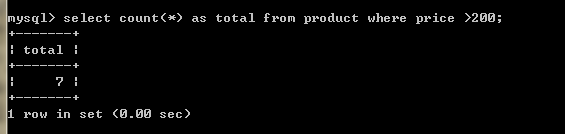 mysql> select count(*) as total from product where price >200;
+-------+
| total |
+-------+
|     7 |
+-------+
1 row in set (0.00 sec)